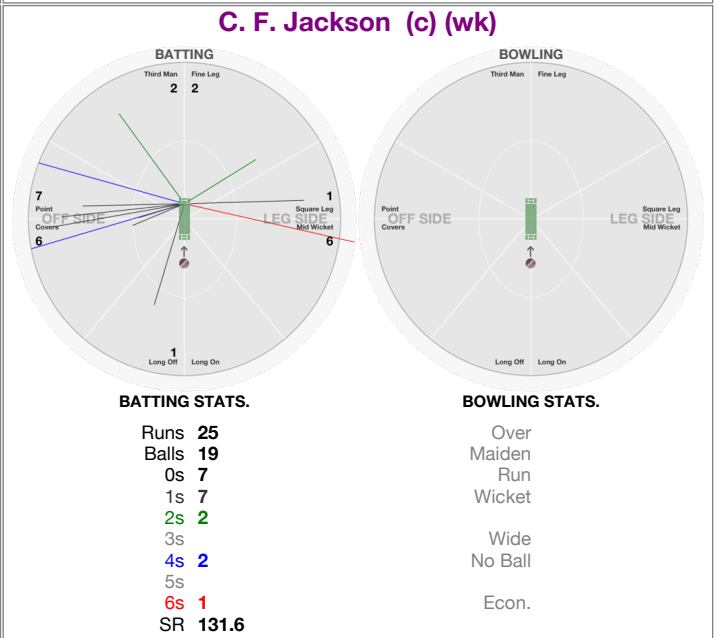 C. F. Jackson (c) (wk)
BATTING
Third Man Fine Leg
2 2
7
Point
OFF SIDE
Covers
6
1
Square Leg
LEG SIDE
Mid Wicket
6
1
Long Off Long On
BOWLING
Third Man Fine Leg
Point
OFF SIDE
Covers
Square Leg
LEG SIDE
Mid Wicket
Long Off Long On
BATTING STATS.
Runs 25
Balls 19
0s 7
1s 7
2s 2
3s
4s 2
5s
6s 1
SR 131.6
BOWLING STATS.
Over
Maiden
Run
Wicket
Wide
No Ball
Econ.